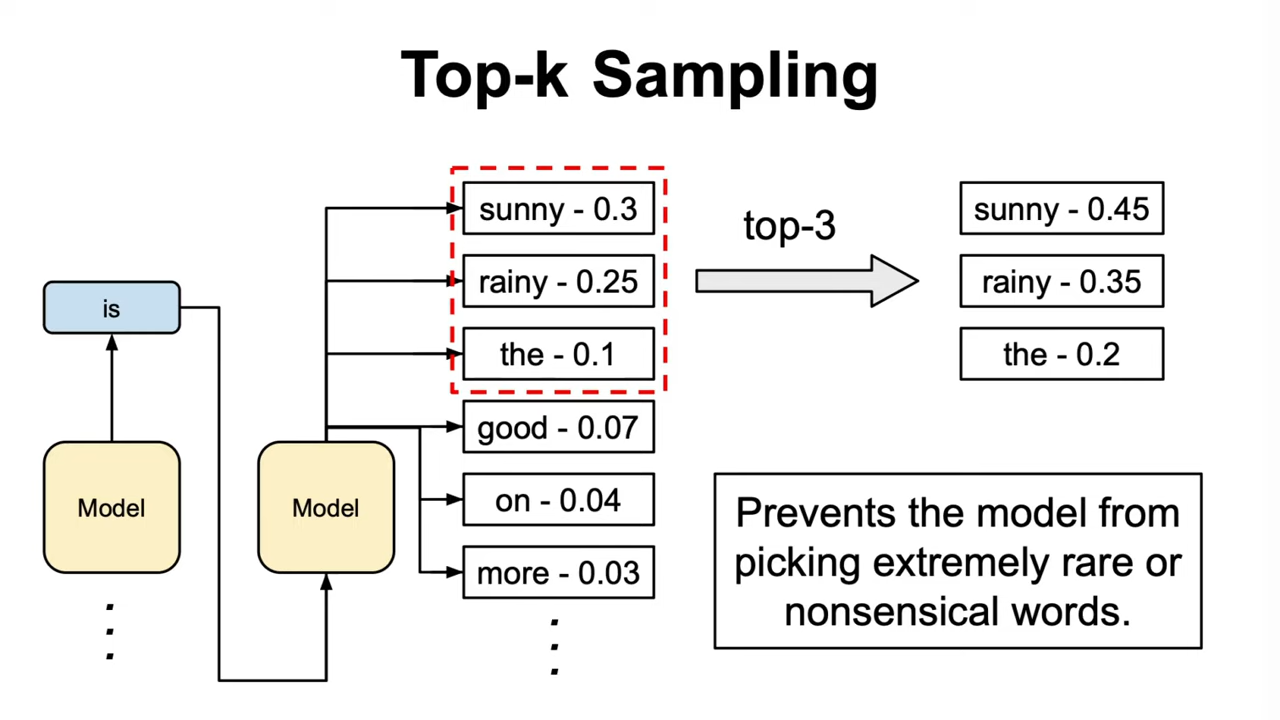 Top-k Sampling
is
Model
Model
sunny - 0.3
rainy - 0.25
the - 0.1
good - 0.07
on - 0.04
more - 0.03
top-3
sunny - 0.45
rainy - 0.35
the - 0.2
Prevents the model from
picking extremely rare or
nonsensical words.